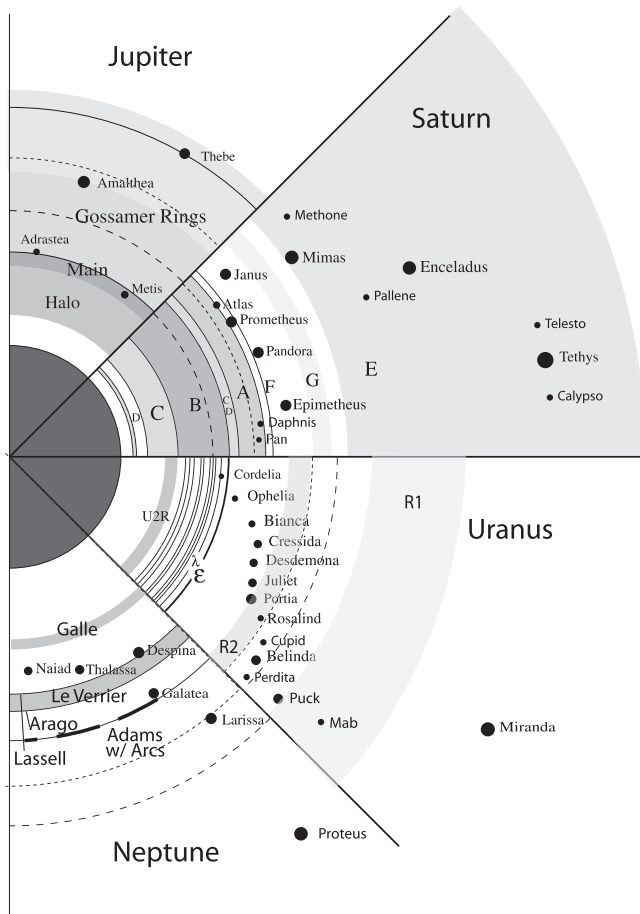 Jupiter
Thebe
Amalthea
Gossamer Rings
Adrastea
Main
Metis
Halo
Saturn
Methone
Mimas
Enceladus
Janus
Pallene
Atlas
Prometheus
Telesto
Pandora
Tethys
E
G
F
A
C
D
B
C
D
Calypso
Epimetheus
Daphnis
Pan
Cordelia
Ophelia
R1
U2R
Bianca
Uranus
Cressida
Desdemona
λ
ε
Juliet
Portia
Rosalind
Cupid
R2
Belinda
Perdita
Puck
Mab
Miranda
Galle
Despina
Naiad
Thalassa
Le Verrier
Galatea
Arago
Larissa
Adams
w/ Arcs
Lassell
Proteus
Neptune